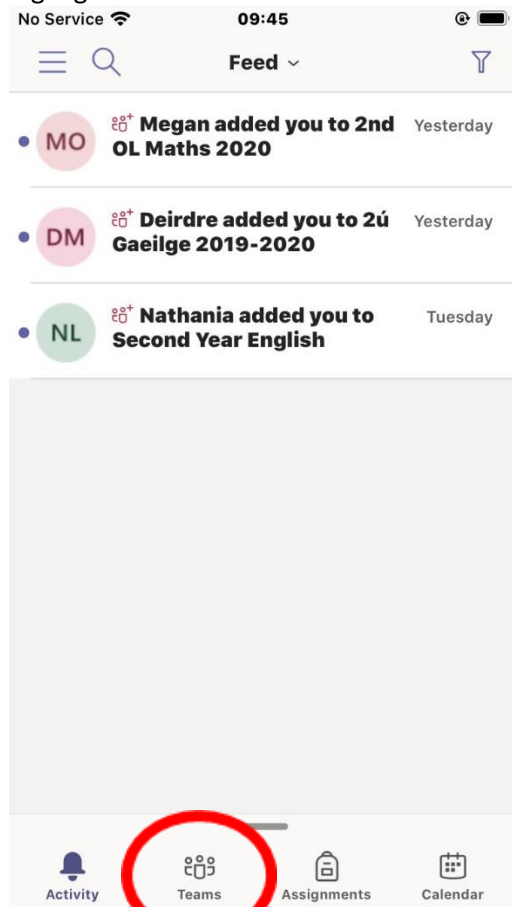 No Service 09:45
Feed
MO Megan added you to 2nd Yesterday
OL Maths 2020
DM Deirdre added you to 2ú Yesterday
Gaeilge 2019-2020
NL Nathania added you to Tuesday
Second Year English
Activity Teams Assignments Calendar